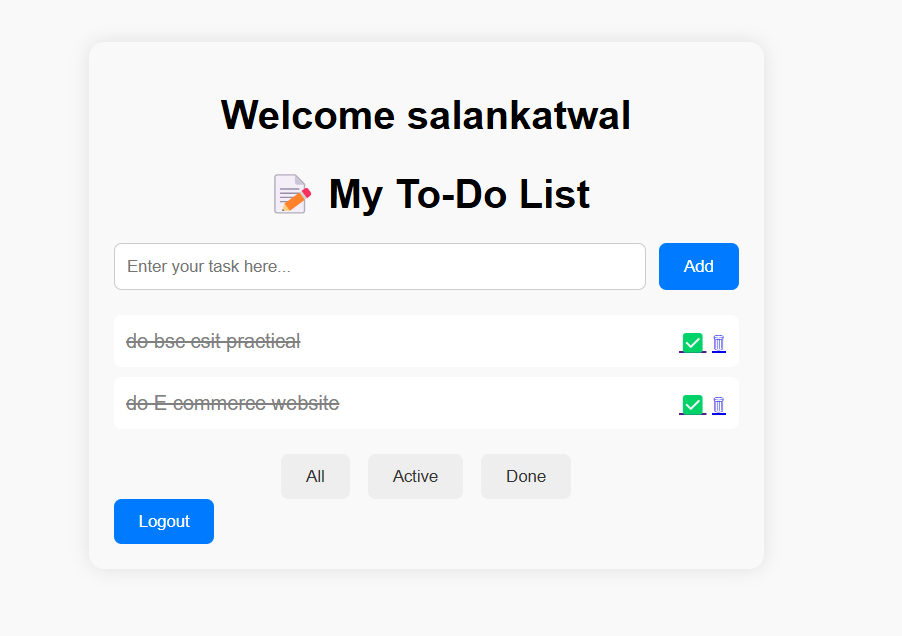 Welcome salankatwal
📝 My To-Do List
Enter your task here...
Add
do bsc csit practical
do E-commerce website
All
Active
Done
Logout